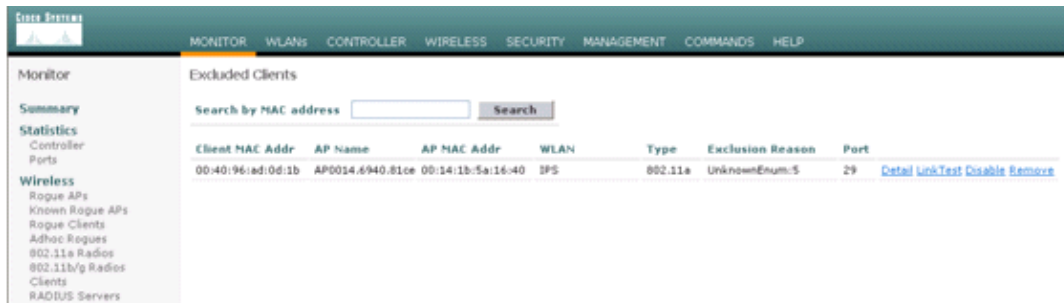 CISCO SYSTEMS
MONITOR WLANs CONTROLLER WIRELESS SECURITY MANAGEMENT COMMANDS HELP
Monitor
Summary
Statistics
Controller
Ports
Wireless
Rogue APs
Known Rogue APs
Rogue Clients
Adhoc Rogues
802.11a Radios
802.11b/g Radios
Clients
RADIUS Servers
Excluded Clients
Search by MAC address Search
Client MAC Addr AP Name AP MAC Addr WLAN Type Exclusion Reason Port
00:40:96:ad:0d:1b AP0014.6940.81ce 00:14:1b:5a:16:40 IPS 802.11a UnknownEnum:5 29 Detail LinkTest Disable Remove